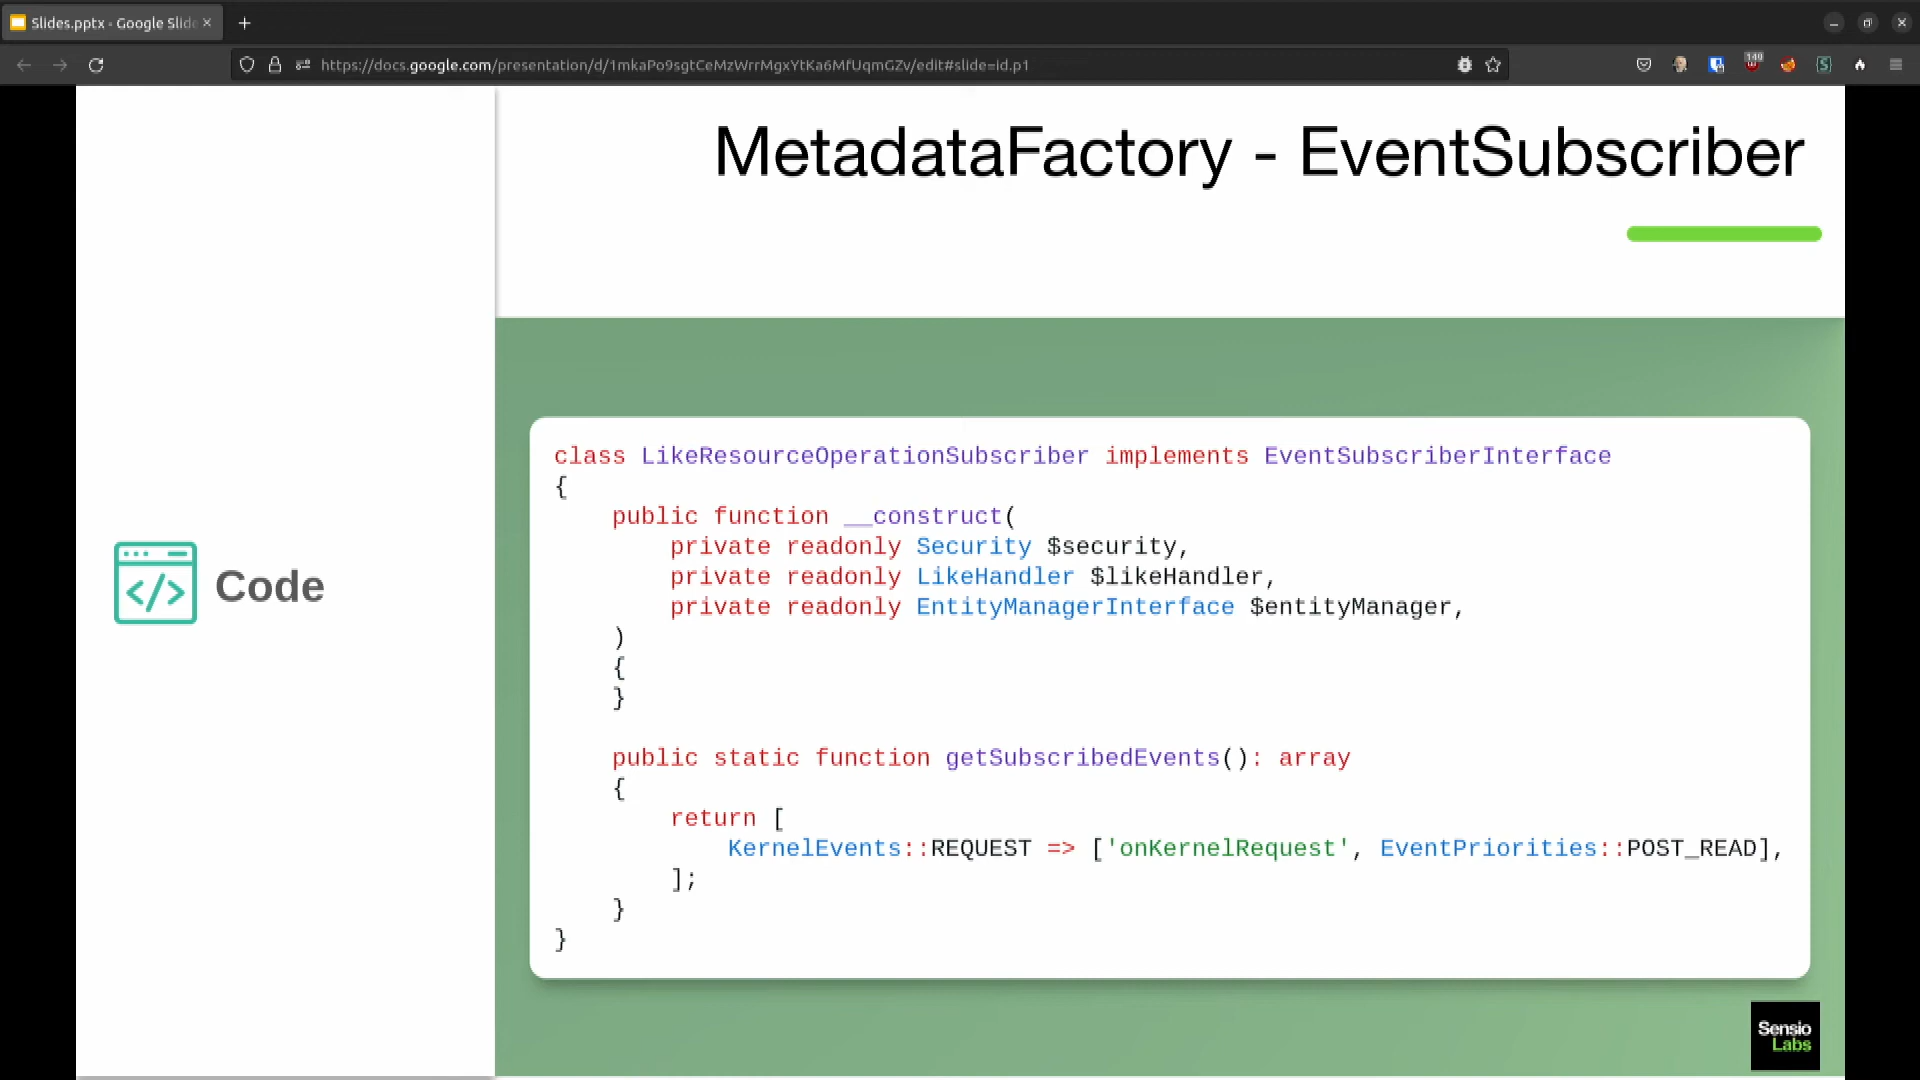 Slides.pptx - Google Slide
https://docs.google.com/presentation/d/1mkaPo9sgtCeMzWrrMgxYtKa6MfUqmGZv/edit#slide=id.p1
149
MetadataFactory - EventSubscriber
Code
class LikeResourceOperationSubscriber implements EventSubscriberInterface
{
    public function __construct(
        private readonly Security $security,
        private readonly LikeHandler $likeHandler,
        private readonly EntityManagerInterface $entityManager,
    )
    {
    }

    public static function getSubscribedEvents(): array
    {
        return [
            KernelEvents::REQUEST => ['onKernelRequest', EventPriorities::POST_READ],
        ];
    }
}
Sensio
Labs